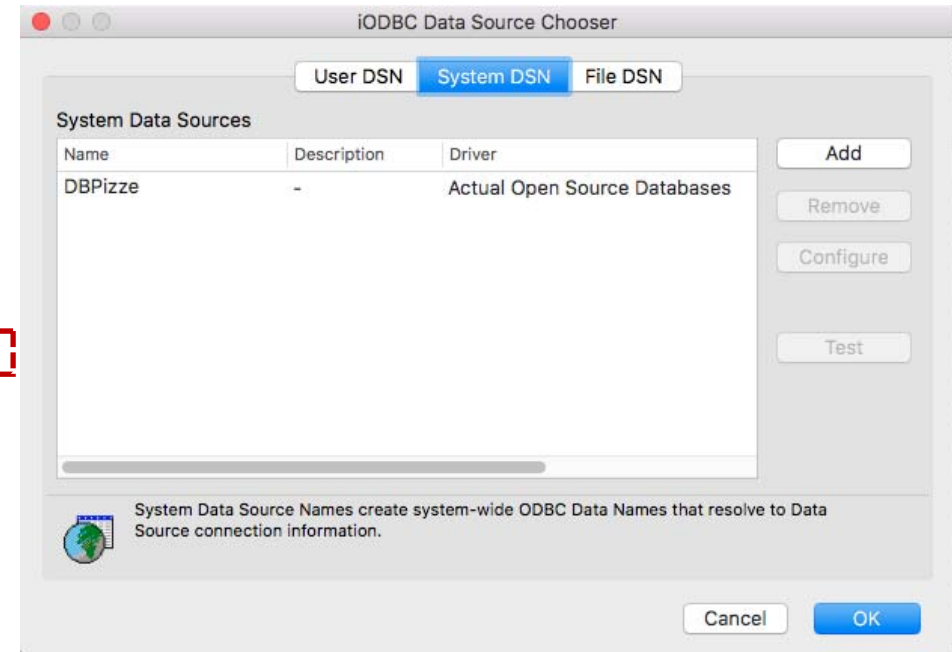 iODBC Data Source Chooser
User DSN System DSN File DSN
System Data Sources
Name Description Driver
DBPizze - Actual Open Source Databases
Add
Remove
Configure
Test
System Data Source Names create system-wide ODBC Data Names that resolve to Data
Source connection information.
Cancel OK